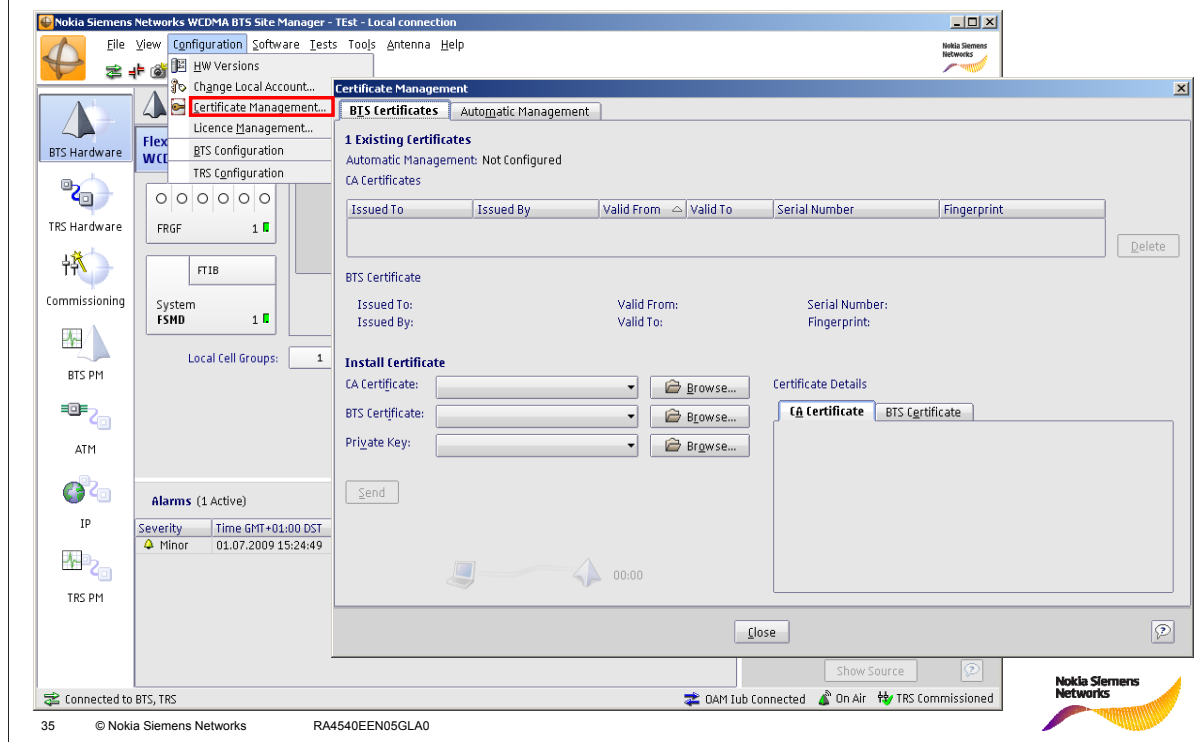 Nokia Siemens Networks WCDMA BTS Site Manager - TEst - Local connection
File View Configuration Software Tests Tools Antenna Help
Nokia Siemens
Networks
HW Versions
Change Local Account...
Certificate Management...
Licence Management...
BTS Configuration
TRS Configuration
BTS Hardware
TRS Hardware
Commissioning
BTS PM
ATM
IP
TRS PM
Flex
WCD
FRGF 1
FTIB
System
FSMD 1
Local Cell Groups: 1
Alarms (1 Active)
Severity Time GMT+01:00 DST
Minor 01.07.2009 15:24:49
Certificate Management
BTS Certificates Automatic Management
1 Existing Certificates
Automatic Management: Not Configured
CA Certificates
Issued To Issued By Valid From Valid To Serial Number Fingerprint
Delete
BTS Certificate
Issued To: Valid From: Serial Number:
Issued By: Valid To: Fingerprint:
Install Certificate
CA Certificate: Browse...
BTS Certificate: Browse...
Private Key: Browse...
Certificate Details
CA Certificate BTS Certificate
Send
00:00
Close
Show Source
Connected to BTS, TRS
OAM Iub Connected On Air TRS Commissioned
Nokia Siemens
Networks
35 © Nokia Siemens Networks RA4540EEN05GLA0